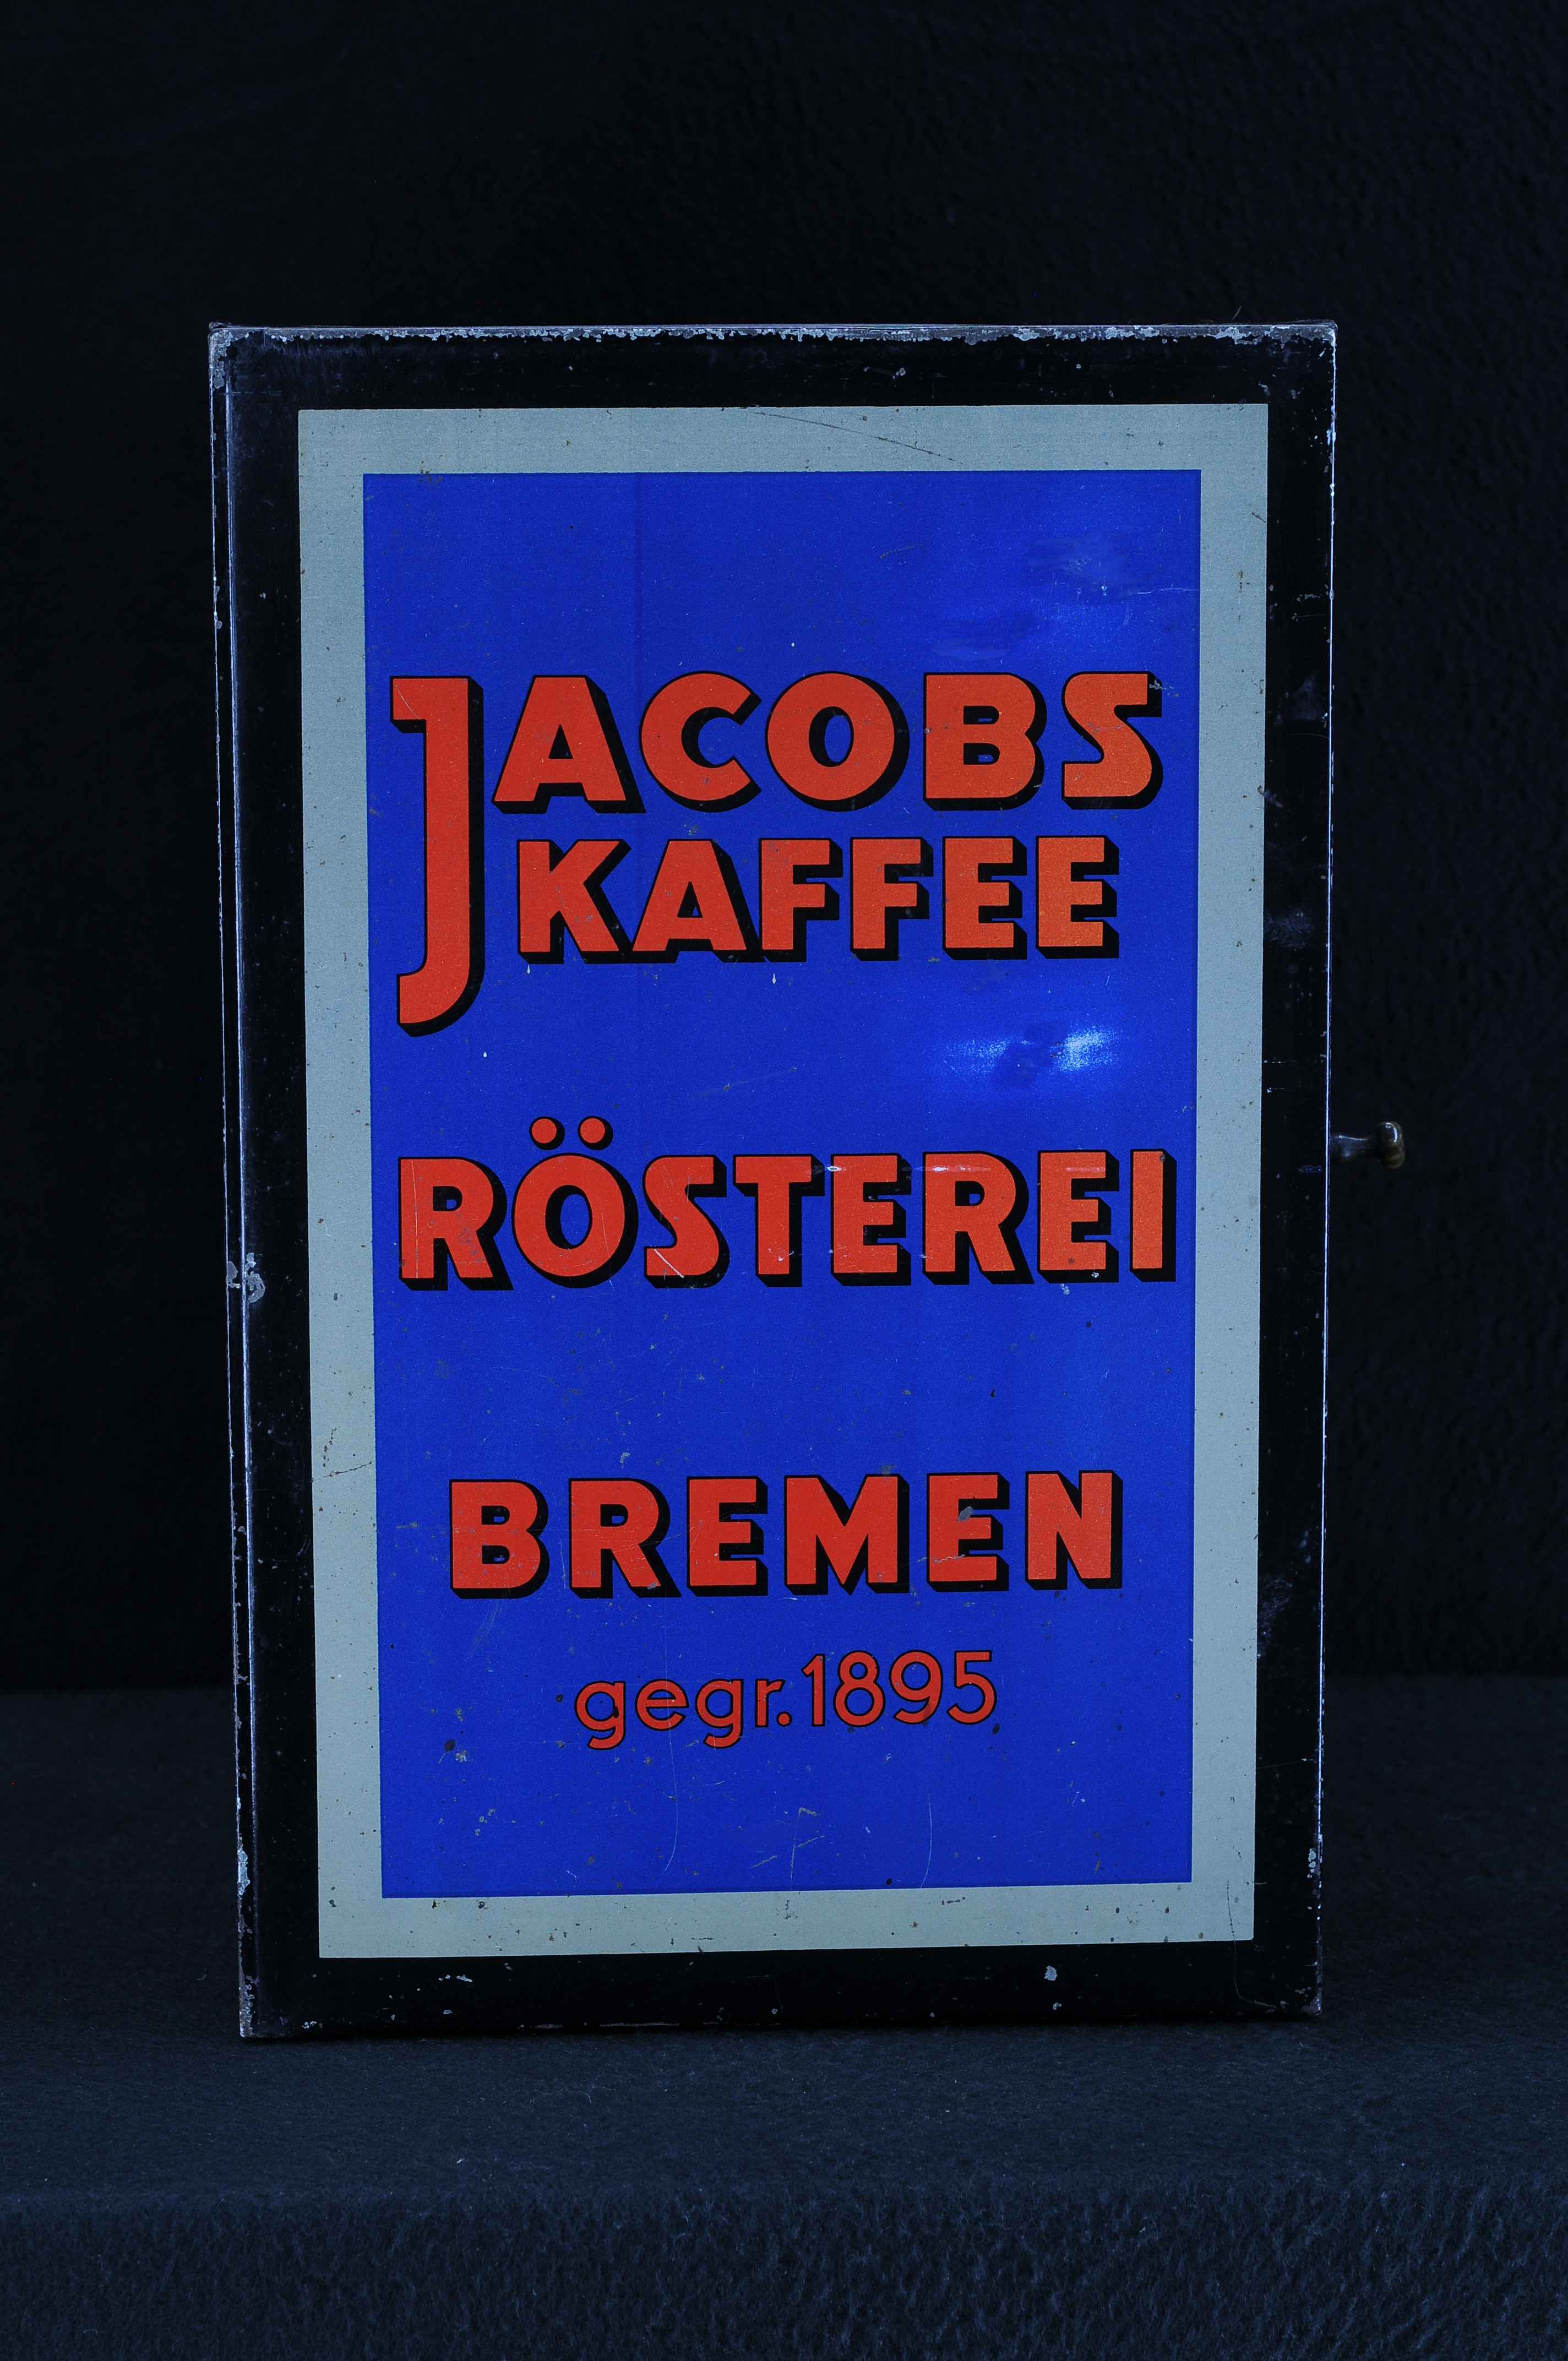 JACOBS
KAFFEE
RÖSTEREI
BREMEN
gegr. 1895